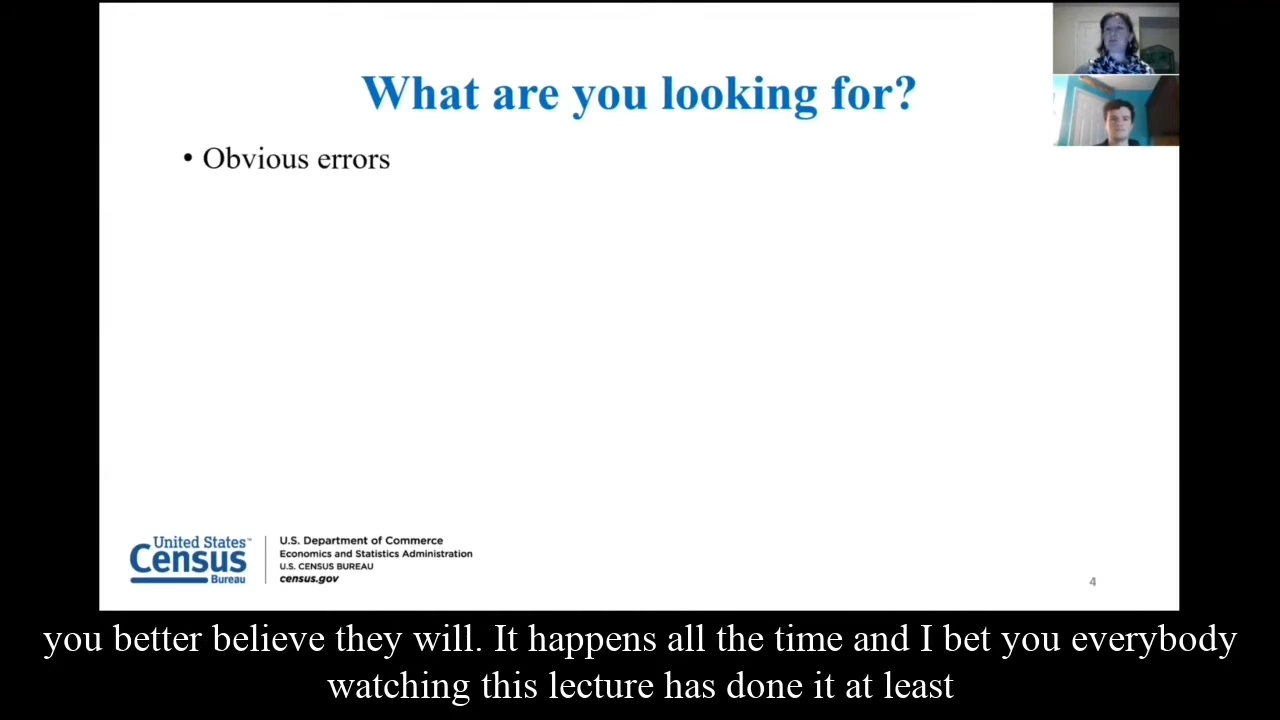 What are you looking for?
• Obvious errors
United States™
Census
Bureau
U.S. Department of Commerce
Economics and Statistics Administration
U.S. CENSUS BUREAU
census.gov
4
you better believe they will. It happens all the time and I bet you everybody
watching this lecture has done it at least